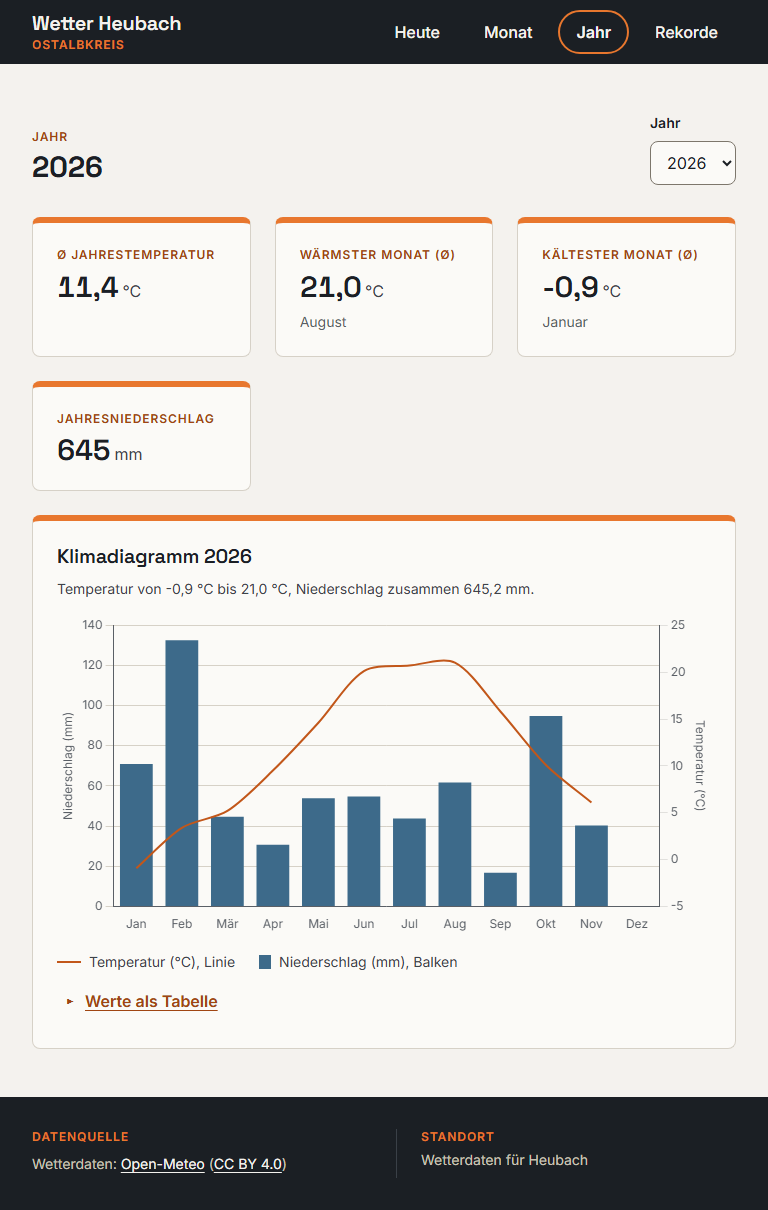 Wetter Heubach
OSTALBKREIS
Heute Monat Jahr Rekorde
JAHR
2026
Jahr
2026
Ø JAHRESTEMPERATUR
11,4 °C
WÄRMSTER MONAT (Ø)
21,0 °C
August
KÄLTESTER MONAT (Ø)
-0,9 °C
Januar
JAHRESNIEDERSCHLAG
645 mm
Klimadiagramm 2026
Temperatur von -0,9 °C bis 21,0 °C, Niederschlag zusammen 645,2 mm.
Niederschlag (mm)
140
120
100
80
60
40
20
0
25
20
15
10
5
0
-5
Temperatur (°C)
Jan Feb Mär Apr Mai Jun Jul Aug Sep Okt Nov Dez
Temperatur (°C), Linie Niederschlag (mm), Balken
Werte als Tabelle
DATENQUELLE
Wetterdaten: Open-Meteo (CC BY 4.0)
STANDORT
Wetterdaten für Heubach